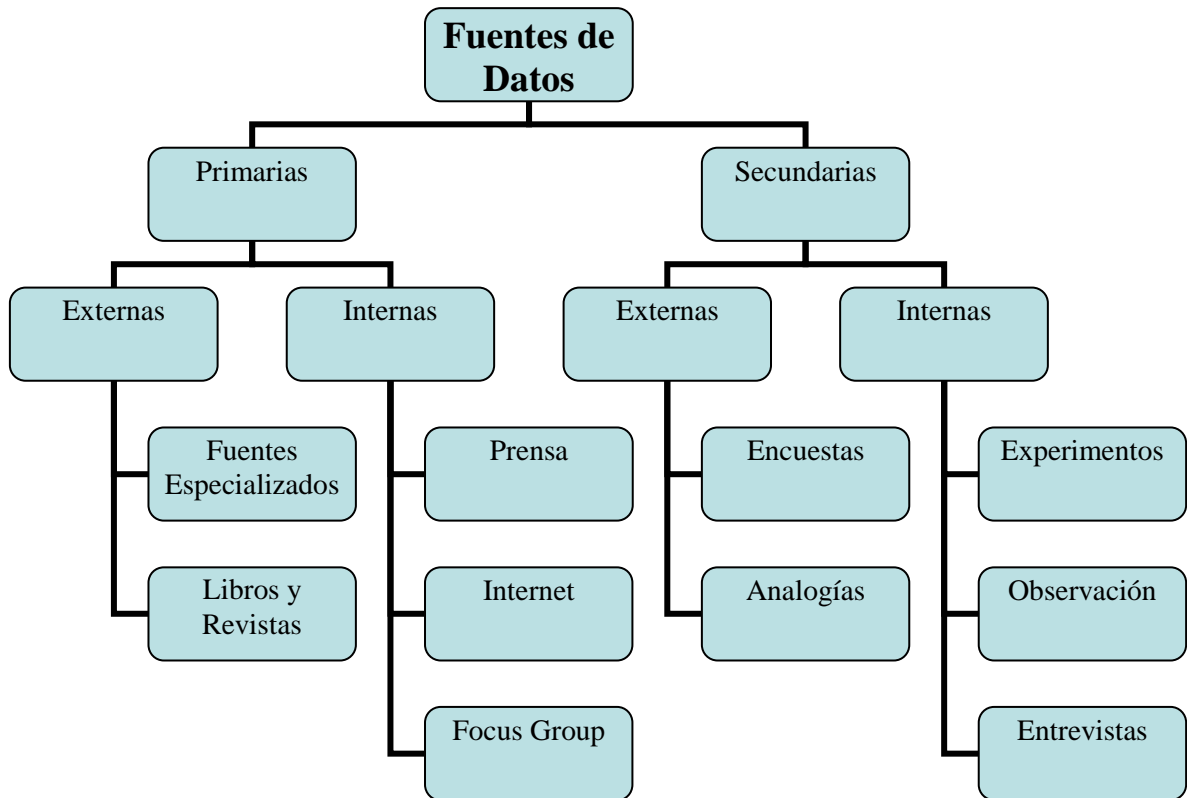 Fuentes de
Datos
Primarias
Secundarias
Externas
Internas
Externas
Internas
Fuentes
Especializados
Prensa
Encuestas
Experimentos
Libros y
Revistas
Internet
Analogías
Observación
Focus Group
Entrevistas